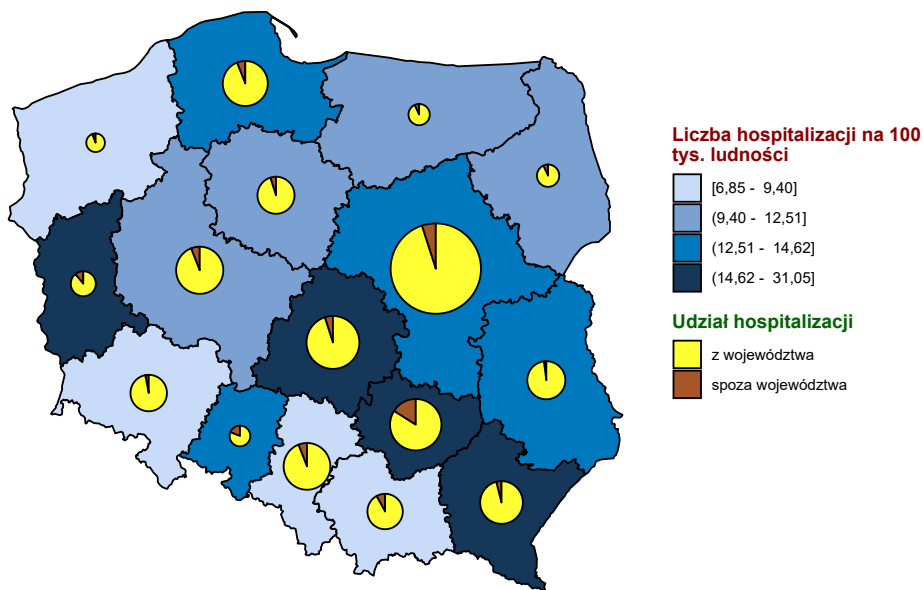 Liczba hospitalizacji na 100
tys. ludności
[6,85 - 9,40]
(9,40 - 12,51]
(12,51 - 14,62]
(14,62 - 31,05]
Udział hospitalizacji
z województwa
spoza województwa